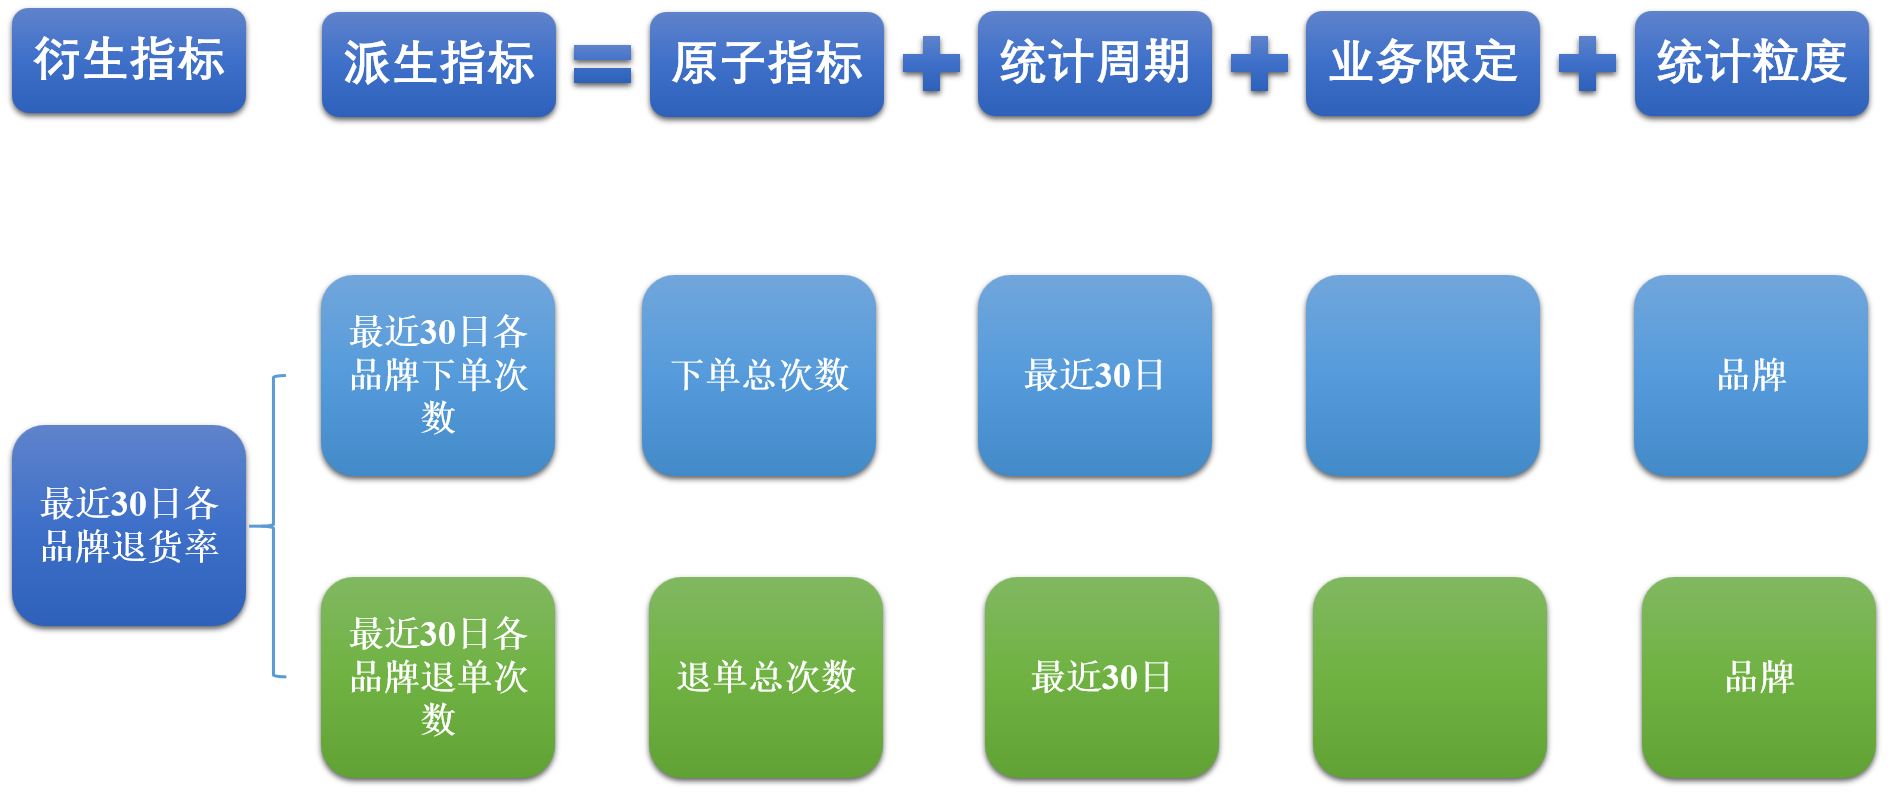 衍生指标
派生指标
原子指标
统计周期
业务限定
统计粒度
最近30日各
品牌退货率
最近30日各
品牌下单次
数
下单总次数
最近30日
品牌
最近30日各
品牌退单次
数
退单总次数
最近30日
品牌